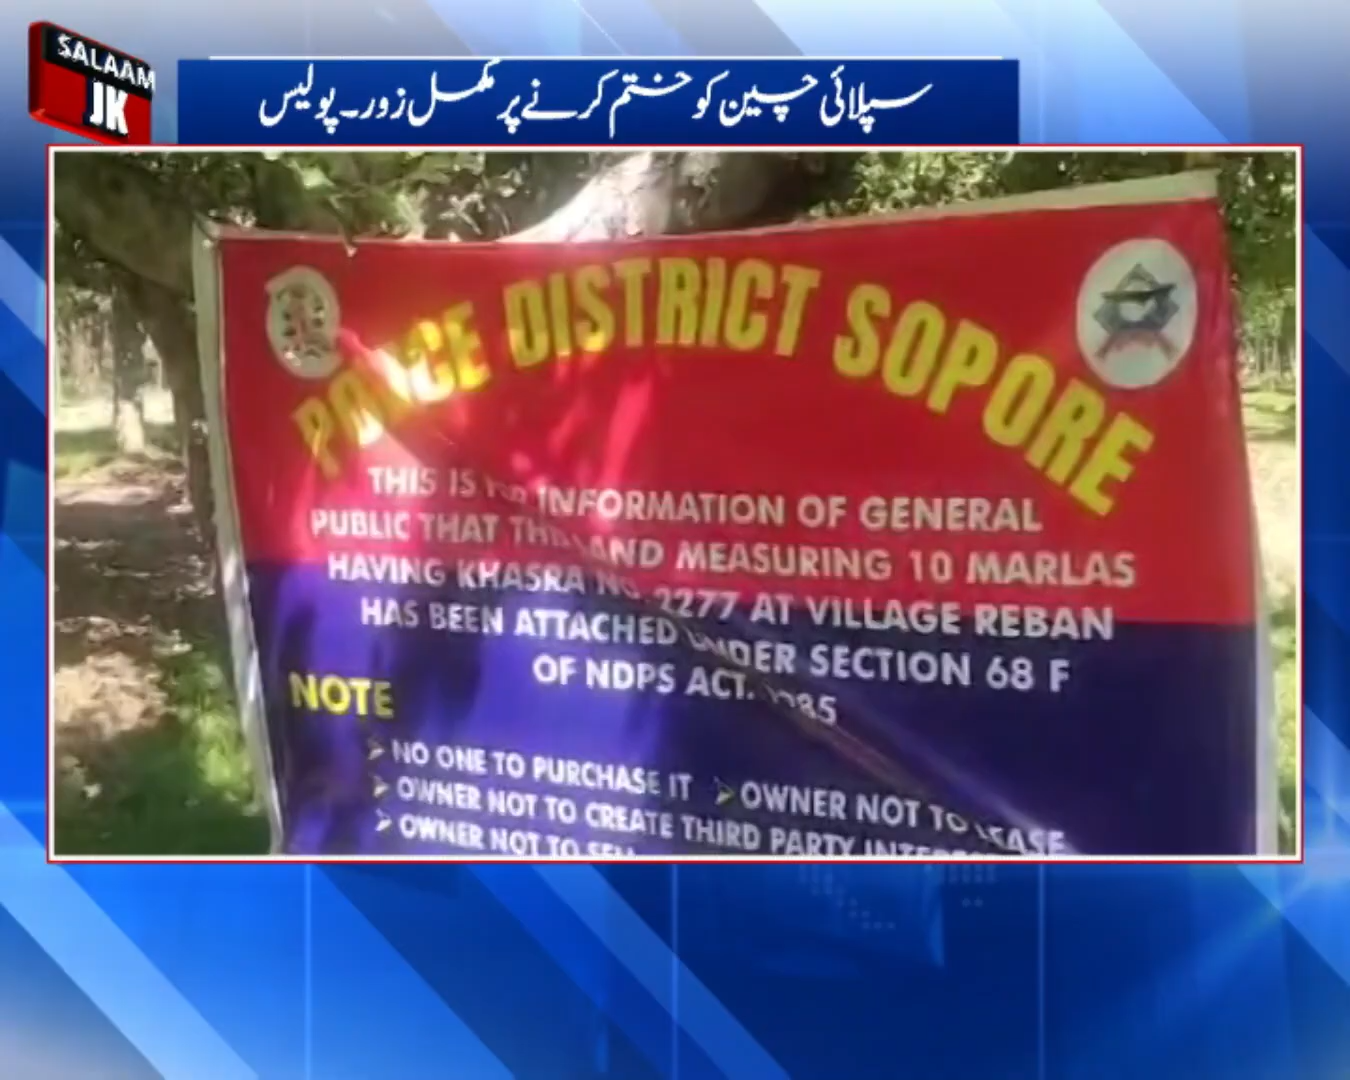 SALAAM
JK
سپلائی چین کو ختم کرنے پر مکمل زور۔ پولیس
POLICE DISTRICT SOPORE
THIS IS FOR INFORMATION OF GENERAL
PUBLIC THAT THE LAND MEASURING 10 MARLAS
HAVING KHASRA NO. 2277 AT VILLAGE REBAN
HAS BEEN ATTACHED UNDER SECTION 68 F
OF NDPS ACT. 1985
NOTE
➢ NO ONE TO PURCHASE IT ➢ OWNER NOT TO LEASE
➢ OWNER NOT TO CREATE THIRD PARTY
➢ OWNER NOT TO SELL